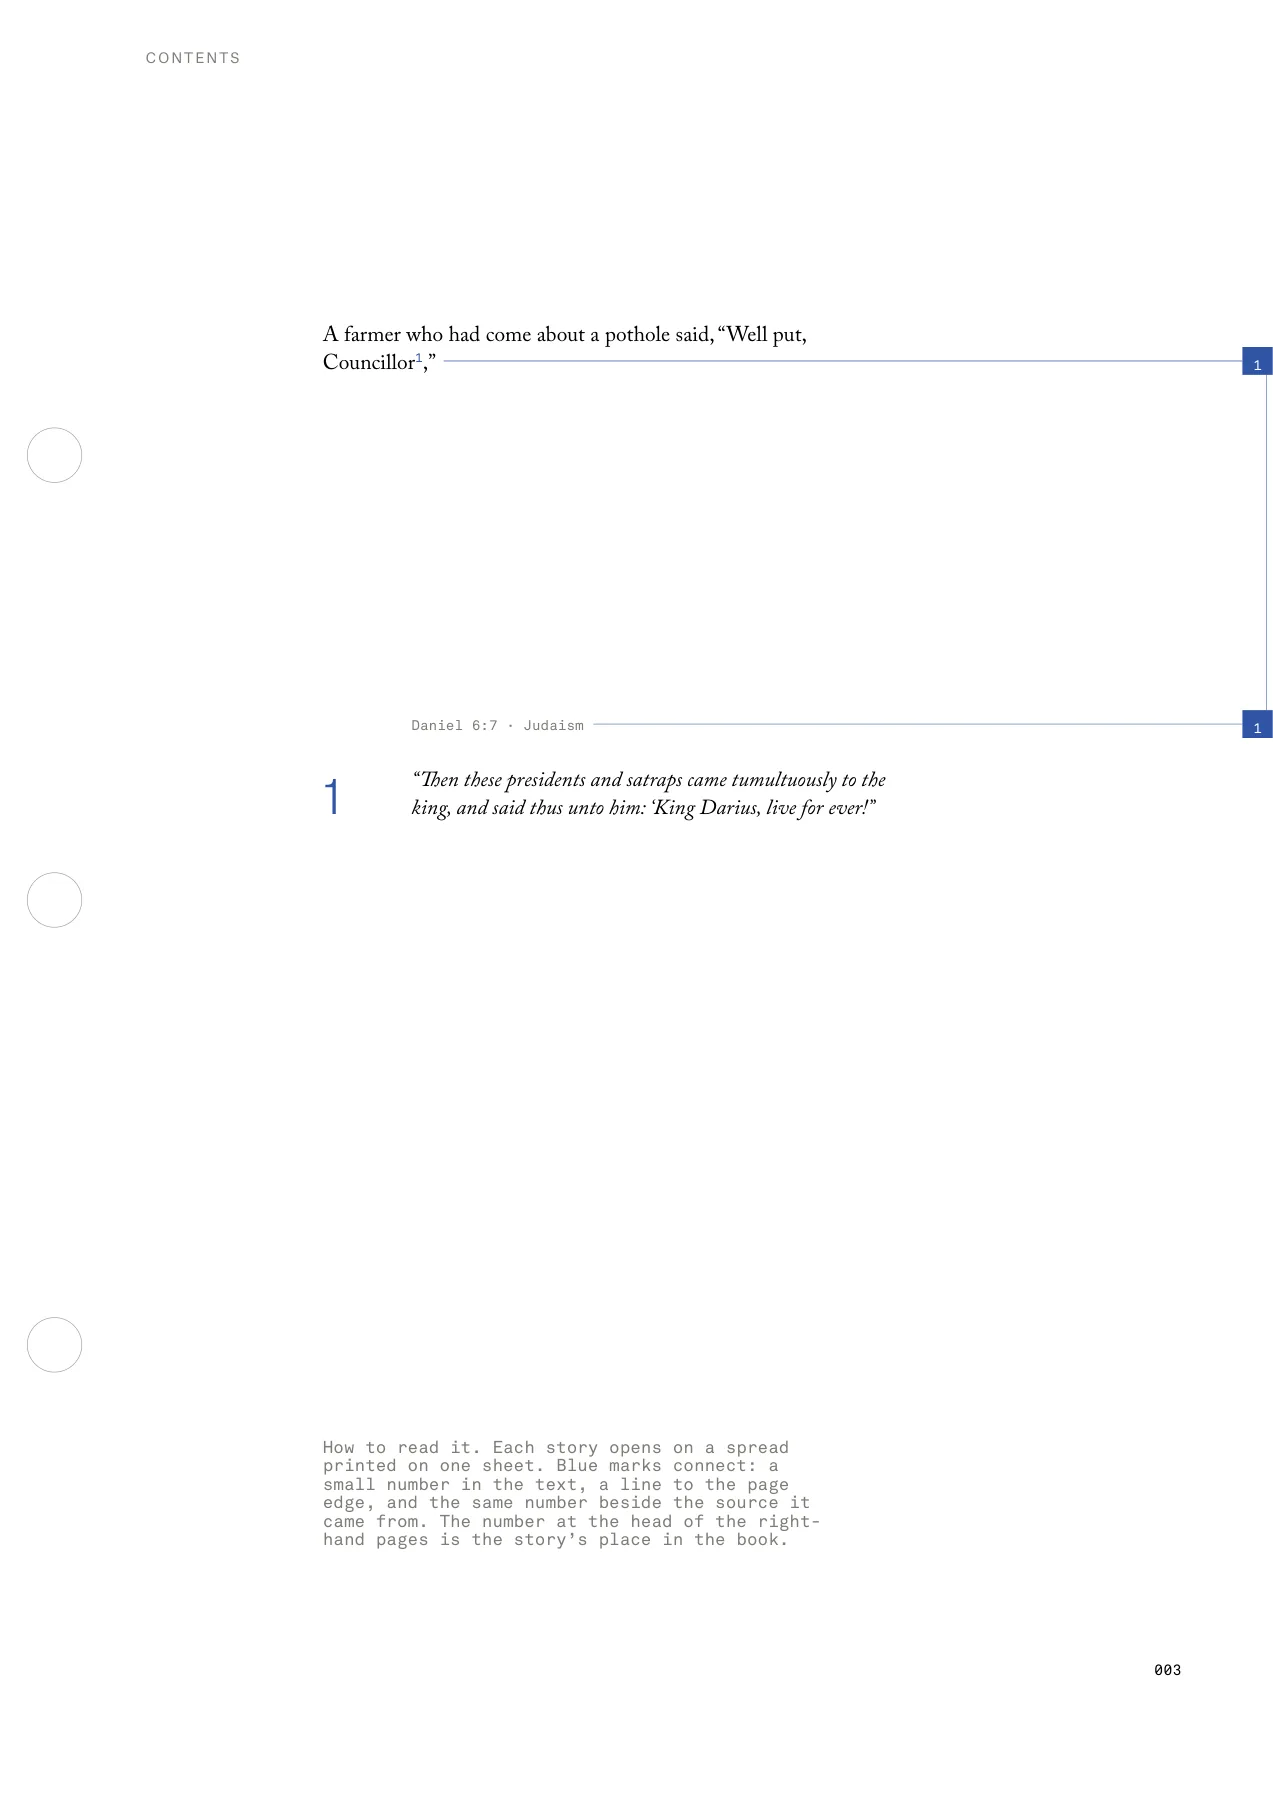 CONTENTS
A farmer who had come about a pothole said, “Well put,
Councillor¹,”
1
Daniel 6:7 · Judaism
1
1
“Then these presidents and satraps came tumultuously to the
king, and said thus unto him: ‘King Darius, live for ever!”
How to read it. Each story opens on a spread
printed on one sheet. Blue marks connect: a
small number in the text, a line to the page
edge, and the same number beside the source it
came from. The number at the head of the right-
hand pages is the story’s place in the book.
003